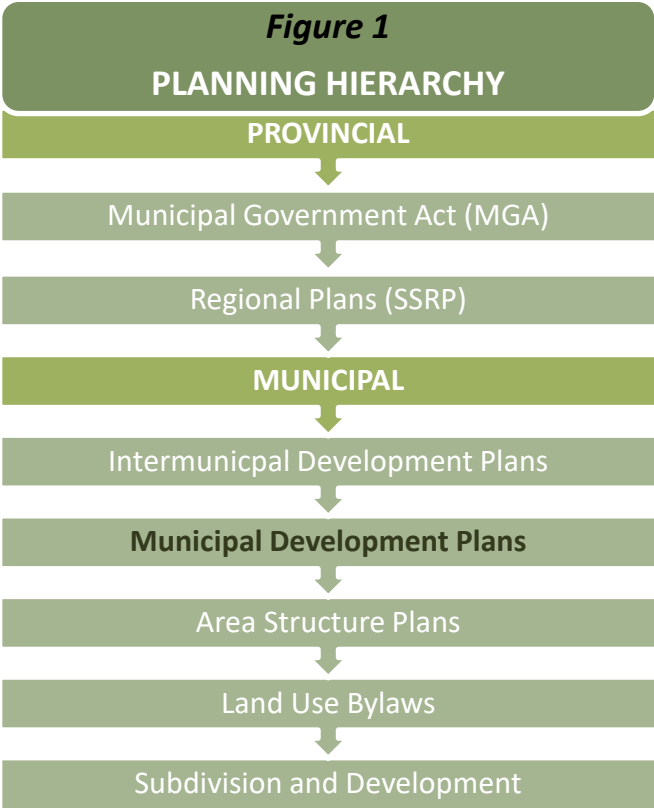 Figure 1
PLANNING HIERARCHY
PROVINCIAL
Municipal Government Act (MGA)
Regional Plans (SSRP)
MUNICIPAL
Intermunicpal Development Plans
Municipal Development Plans
Area Structure Plans
Land Use Bylaws
Subdivision and Development